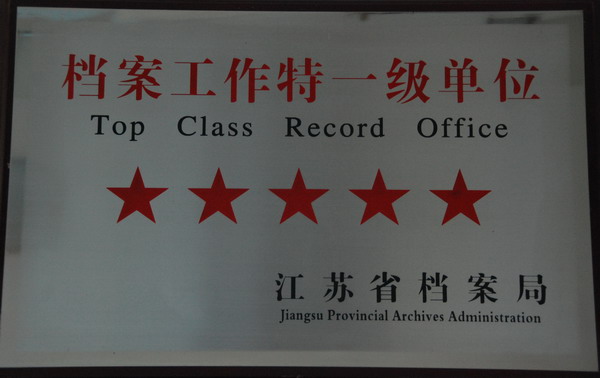 档案工作特一级单位
Top Class Record Office
江苏省档案局
Jiangsu Provincial Archives Administration